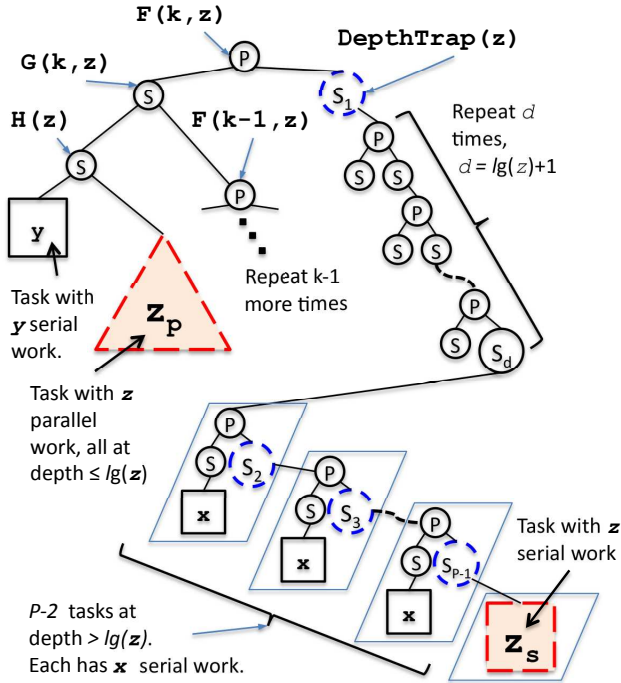 F(k,z)
P
DepthTrap(z)
G(k,z)
S
S1
Repeat d
times,
d = lg(z)+1
H(z)
F(k-1,z)
P
S
P
S
S
P
y
S
S
P
Repeat k-1
more times
Task with
y serial
work.
zp
S
Sd
Task with z
parallel
work, all at
depth ≤ lg(z)
P
S
S2
x
P
S
S3
x
P
S
SP-1
x
Task with z
serial work
zs
P-2 tasks at
depth > lg(z).
Each has x serial work.